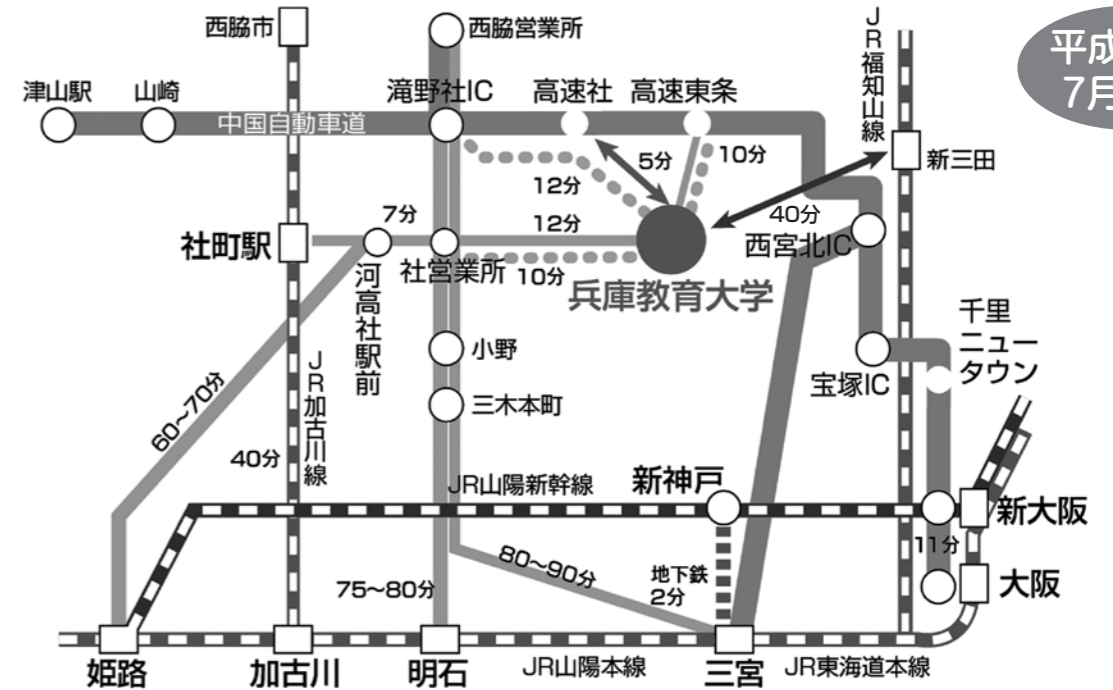 西脇市
西脇営業所
JR福知山線
平成
7月
津山駅
山崎
滝野社IC
高速社
高速東条
中国自動車道
5分
10分
新三田
12分
7分
12分
40分
社町駅
社営業所
10分
西宮北IC
兵庫教育大学
河高社駅前
小野
千里
ニュー
タウン
宝塚IC
三木本町
60〜70分
JR加古川線
40分
JR山陽新幹線
新神戸
新大阪
11分
80〜90分
地下鉄
2分
75〜80分
大阪
姫路
加古川
明石
JR山陽本線
三宮
JR東海道本線